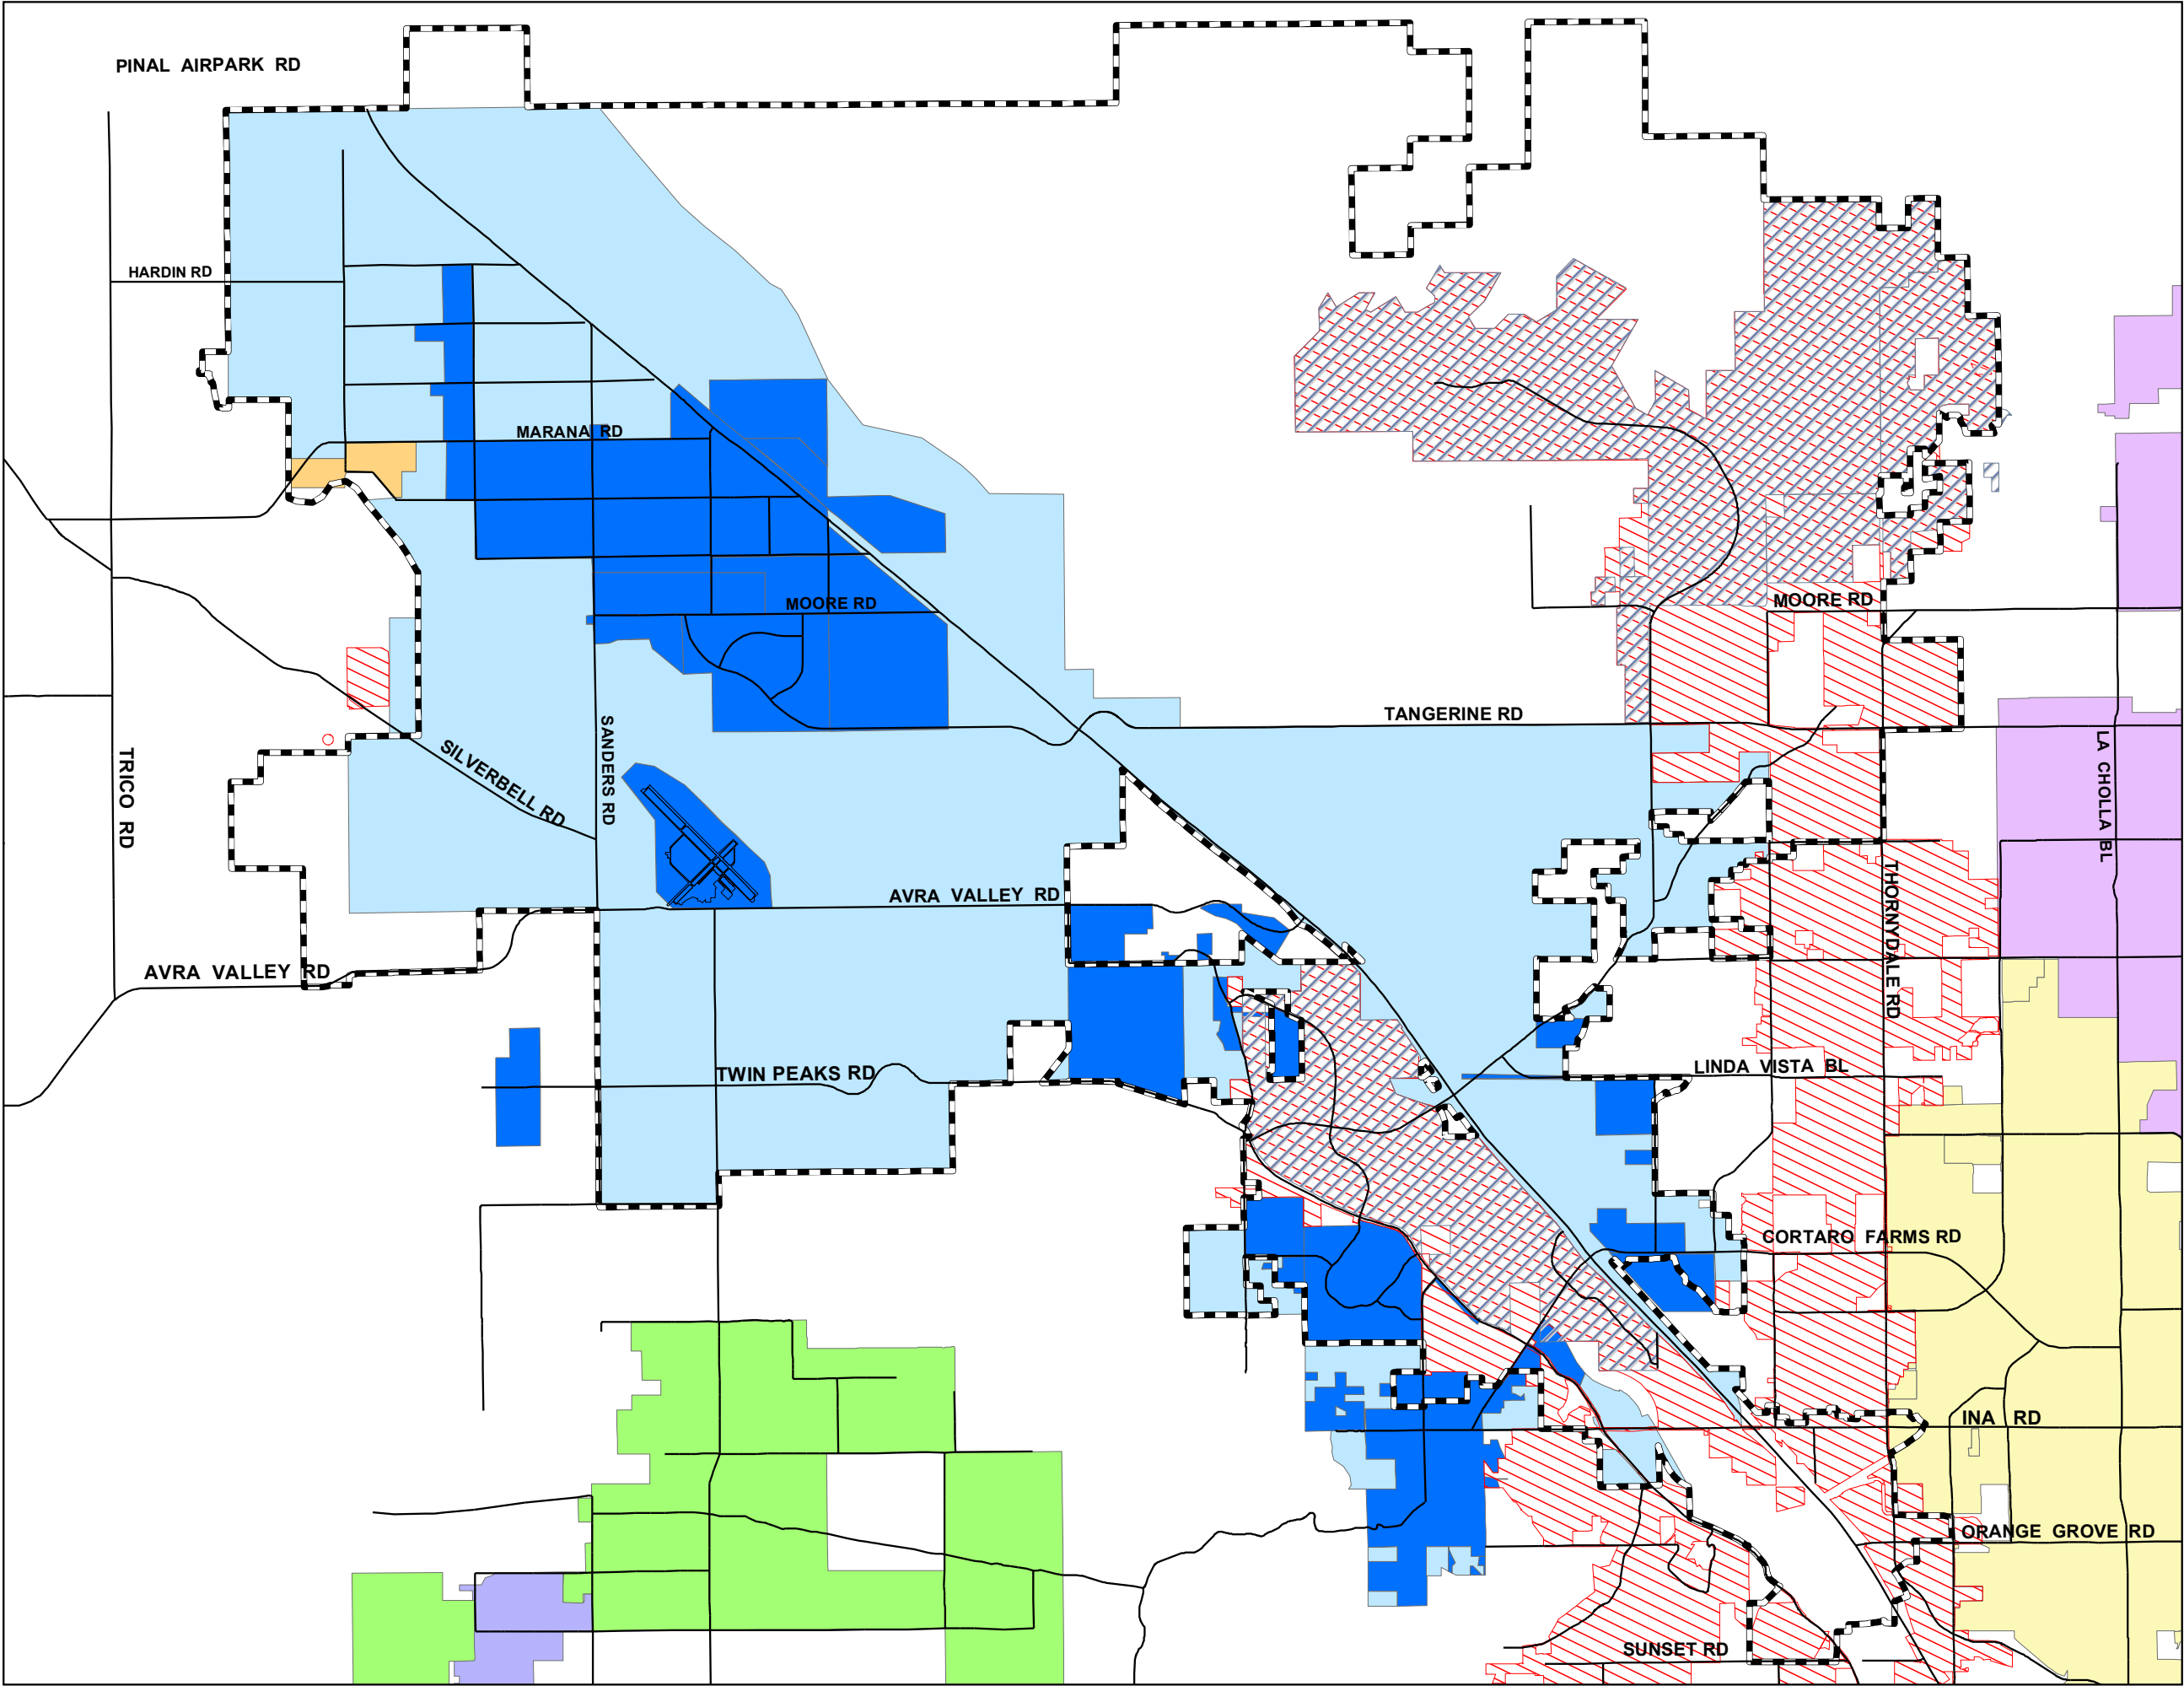 PINAL AIRPARK RD
HARDIN RD
MARANA RD
MOORE RD
MOORE RD
TANGERINE RD
SANDERS RD
SILVERBELL RD
TRICO RD
LA CHOLLA BL
AVRA VALLEY RD
THORNYDALE RD
AVRA VALLEY RD
TWIN PEAKS RD
LINDA VISTA BL
CORTARO FARMS RD
INA RD
ORANGE GROVE RD
SUNSET RD